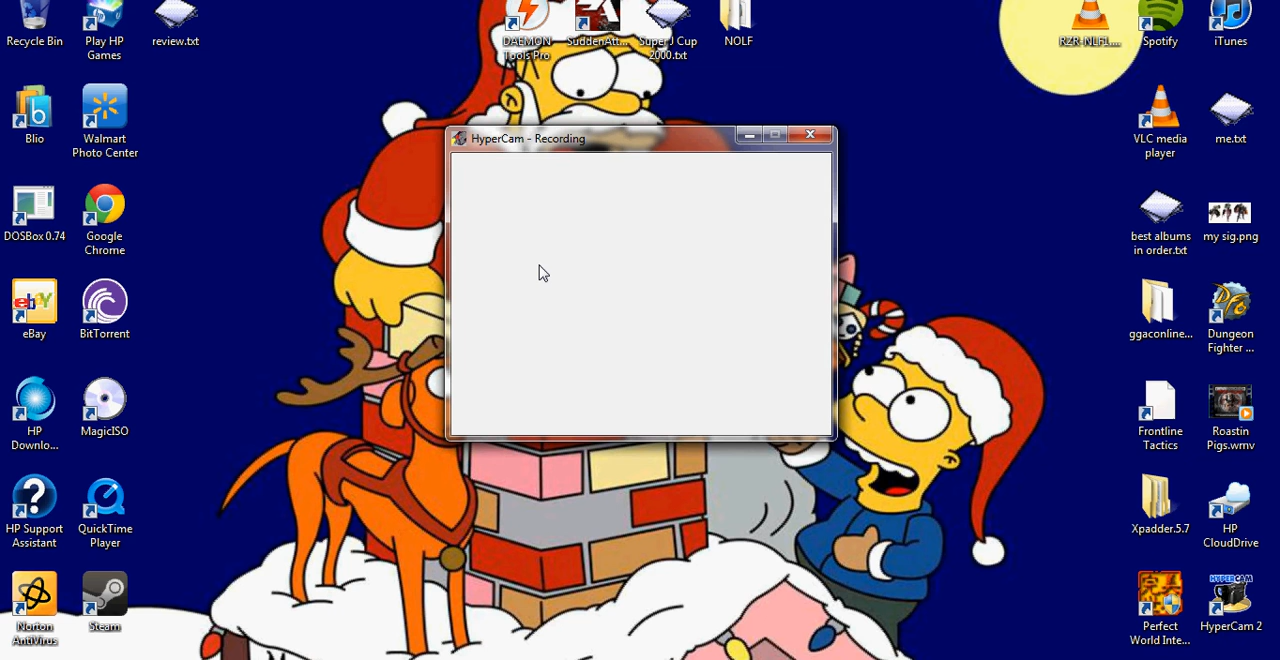 Recycle Bin
Play HP
Games
review.txt
DAEMON
Tools Pro
SuddenAtt...
Super J Cup
2000.txt
NOLF
RZR-NLF1....
Spotify
iTunes
Blio
Walmart
Photo Center
HyperCam - Recording
VLC media
player
me.txt
DOSBox 0.74
Google
Chrome
best albums
in order.txt
my sig.png
eBay
BitTorrent
ggaconline...
Dungeon
Fighter ...
HP
Downlo...
MagicISO
Frontline
Tactics
Roastin
Pigs.wmv
HP Support
Assistant
QuickTime
Player
Xpadder.5.7
HP
CloudDrive
Norton
AntiVirus
Steam
Perfect
World Inte...
HYPERCAM
HyperCam 2